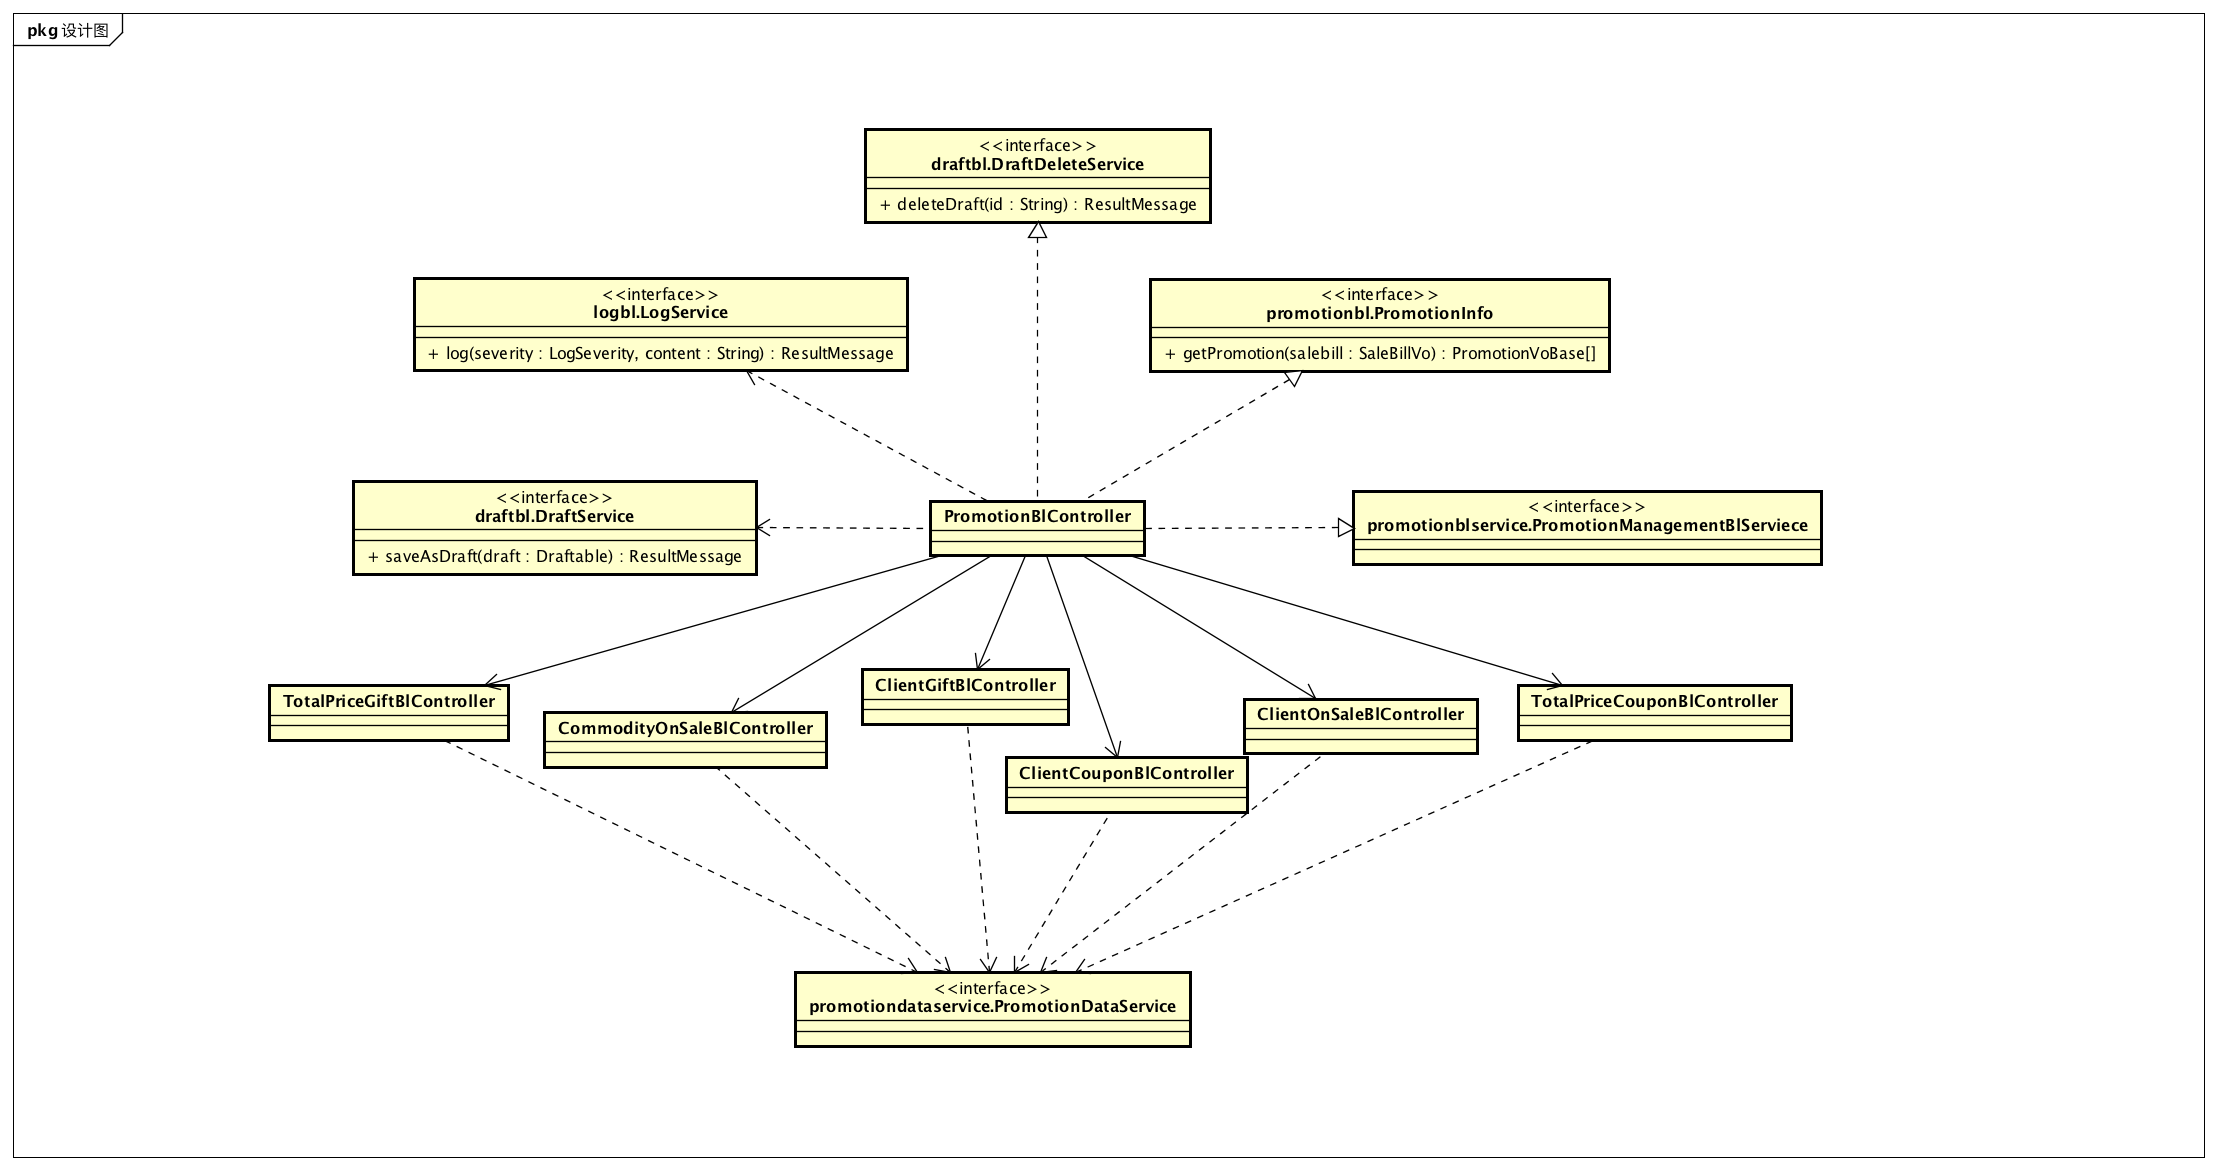 pkg 设计图
<<interface>>
draftbl.DraftDeleteService
+ deleteDraft(id : String) : ResultMessage
<<interface>>
logbl.LogService
+ log(severity : LogSeverity, content : String) : ResultMessage
<<interface>>
promotionbl.PromotionInfo
+ getPromotion(salebill : SaleBillVo) : PromotionVoBase[]
<<interface>>
draftbl.DraftService
+ saveAsDraft(draft : Draftable) : ResultMessage
PromotionBlController
<<interface>>
promotionblservice.PromotionManagementBlServiece
TotalPriceGiftBlController
CommodityOnSaleBlController
ClientGiftBlController
ClientCouponBlController
ClientOnSaleBlController
TotalPriceCouponBlController
<<interface>>
promotiondataservice.PromotionDataService